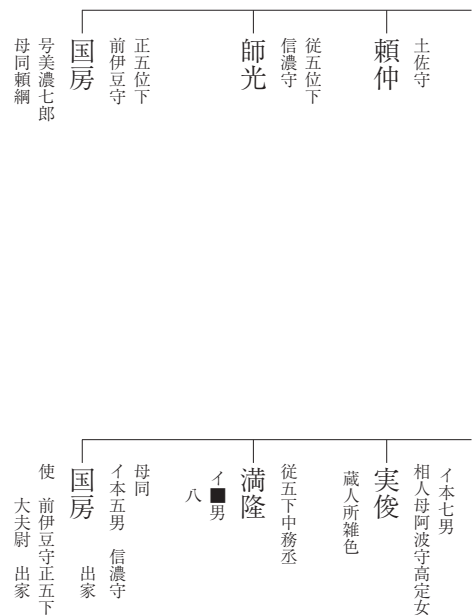 土佐守
頼仲
従五位下
信濃守
師光
正五位下
前伊豆守
国房
号美濃七郎
母同頼綱
イ本七男
相人母阿波守高定女
実俊
蔵人所雑色
従五下中務丞
満隆
イ■男
八
母同
イ本五男　信濃守
国房　出家
使　前伊豆守正五下
大夫尉　出家